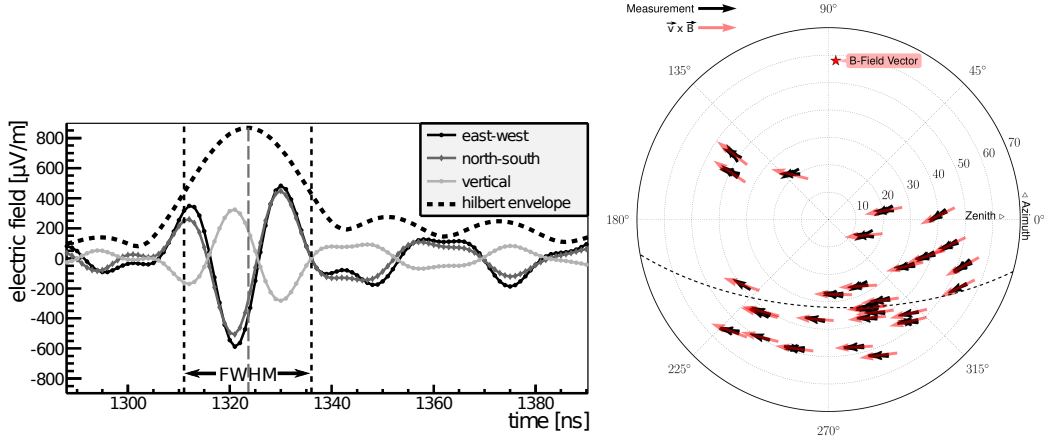 800
600
400
200
0
-200
-400
-600
-800
electric field [µV/m]
east-west
north-south
vertical
hilbert envelope
FWHM
1300 1320 1340 1360 1380
time [ns]
Measurement
v x B
90°
135°
45°
B-Field Vector
70
60
50
40
30
20
10
180°
Zenith ▷
0°
◁ Azimuth
225°
315°
270°